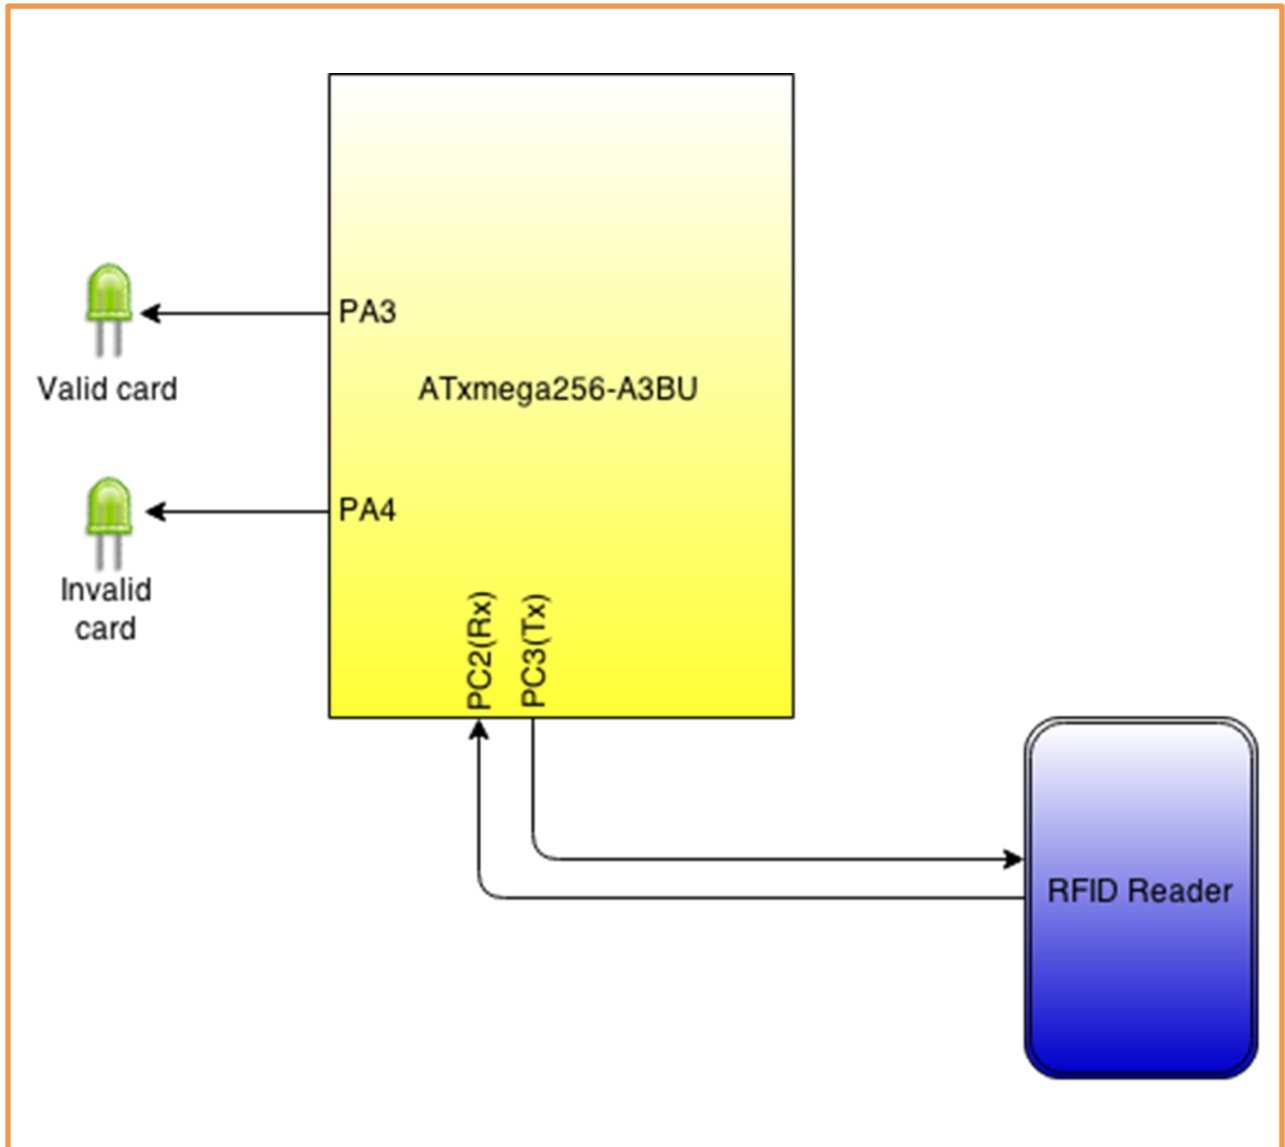 PA3
Valid card
ATxmega256-A3BU
PA4
Invalid
card
PC2(Rx)
PC3(Tx)
RFID Reader